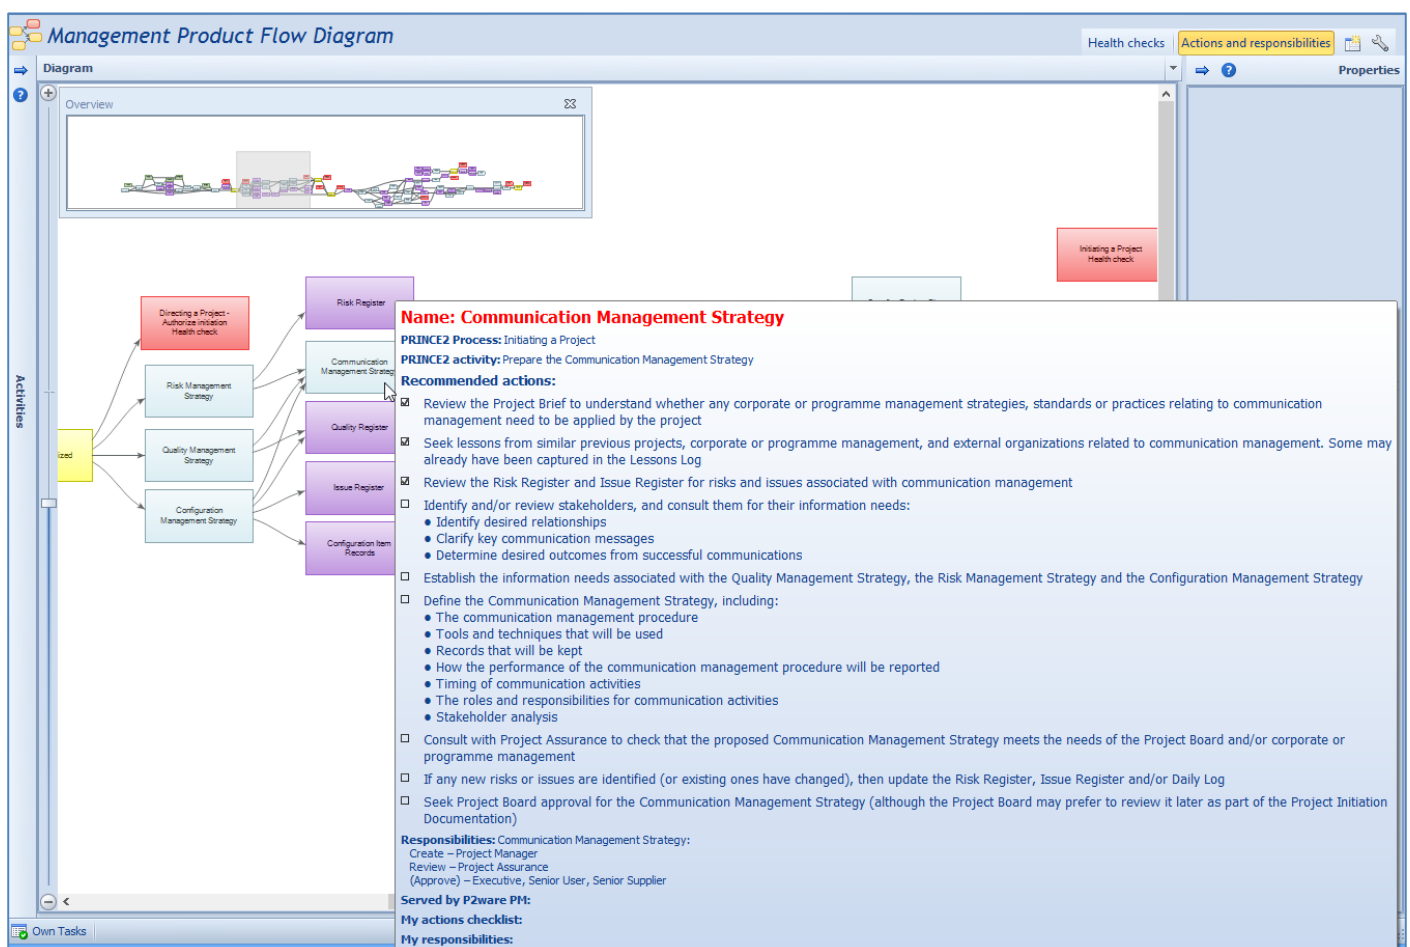 Management Product Flow Diagram
Health checks
Actions and responsibilities
Diagram
Properties
Overview
Activities
Initiating a Project
Health check
Directing a Project -
Authorize initiation
Health check
Risk Register
Communication
Management Strategy
Risk Management
Strategy
Quality Management
Strategy
Quality Register
Issue Register
Configuration
Management Strategy
Configuration Item
Records
ized
Name: Communication Management Strategy
PRINCE2 Process: Initiating a Project
PRINCE2 activity: Prepare the Communication Management Strategy
Recommended actions:
Review the Project Brief to understand whether any corporate or programme management strategies, standards or practices relating to communication
management need to be applied by the project
Seek lessons from similar previous projects, corporate or programme management, and external organizations related to communication management. Some may
already have been captured in the Lessons Log
Review the Risk Register and Issue Register for risks and issues associated with communication management
Identify and/or review stakeholders, and consult them for their information needs:
● Identify desired relationships
● Clarify key communication messages
● Determine desired outcomes from successful communications
Establish the information needs associated with the Quality Management Strategy, the Risk Management Strategy and the Configuration Management Strategy
Define the Communication Management Strategy, including:
● The communication management procedure
● Tools and techniques that will be used
● Records that will be kept
● How the performance of the communication management procedure will be reported
● Timing of communication activities
● The roles and responsibilities for communication activities
● Stakeholder analysis
Consult with Project Assurance to check that the proposed Communication Management Strategy meets the needs of the Project Board and/or corporate or
programme management
If any new risks or issues are identified (or existing ones have changed), then update the Risk Register, Issue Register and/or Daily Log
Seek Project Board approval for the Communication Management Strategy (although the Project Board may prefer to review it later as part of the Project Initiation
Documentation)
Responsibilities: Communication Management Strategy:
Create – Project Manager
Review – Project Assurance
(Approve) – Executive, Senior User, Senior Supplier
Served by P2ware PM:
My actions checklist:
My responsibilities:
Own Tasks